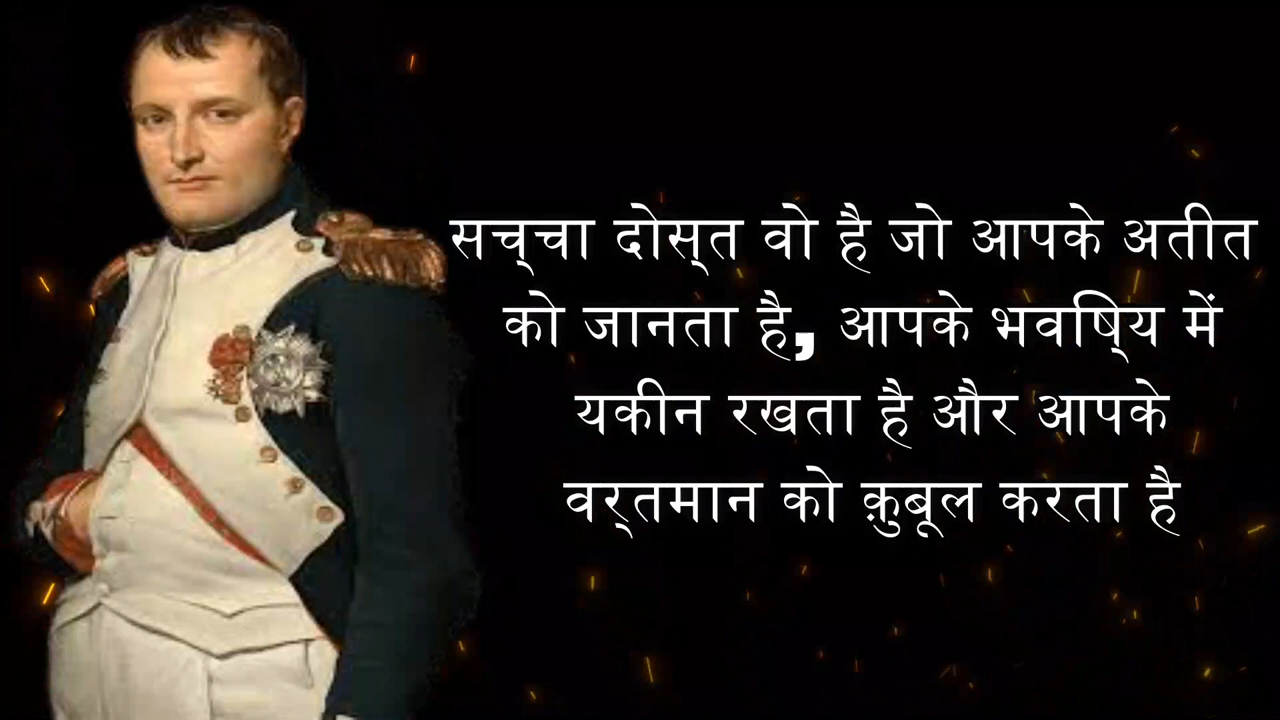 सच्चा दोस्त वो है जो आपके अतीत
को जानता है, आपके भविष्य में
यकीन रखता है और आपके
वर्तमान को क़ुबूल करता है